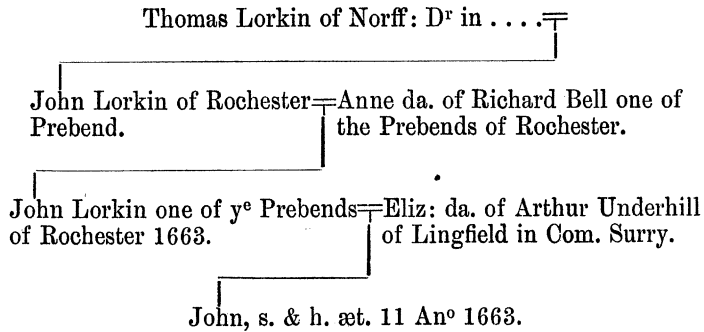 Thomas Lorkin of Norff: Dʳ in . . . .
John Lorkin of Rochester Anne da. of Richard Bell one of
Prebend. the Prebends of Rochester.
John Lorkin one of yᵉ Prebends Eliz: da. of Arthur Underhill
of Rochester 1663. of Lingfield in Com. Surry.
John, s. & h. æt. 11 Anᵒ 1663.